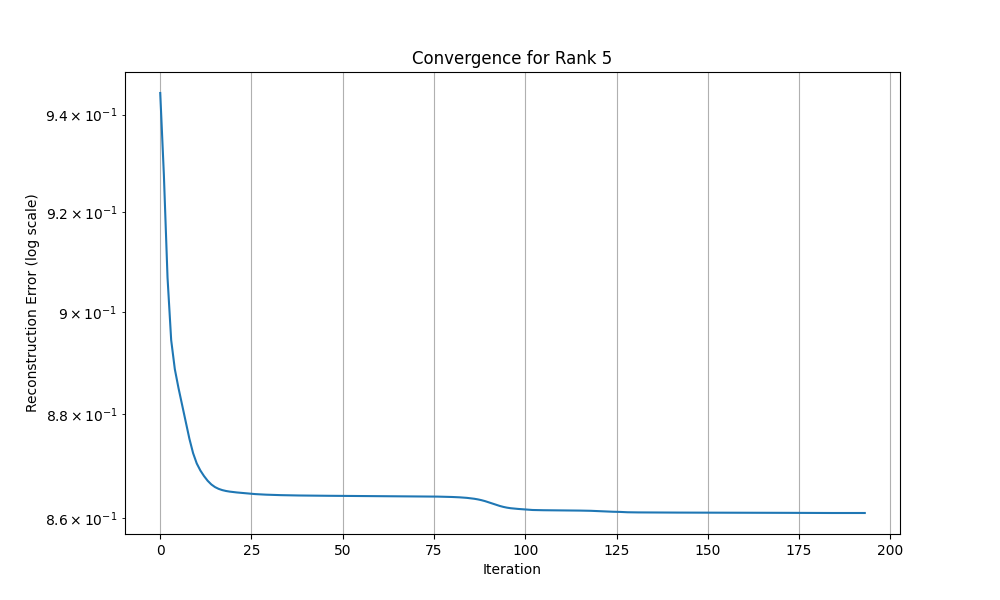 Convergence for Rank 5
Reconstruction Error (log scale)
9.4 × 10⁻¹
9.2 × 10⁻¹
9 × 10⁻¹
8.8 × 10⁻¹
8.6 × 10⁻¹
0 25 50 75 100 125 150 175 200
Iteration